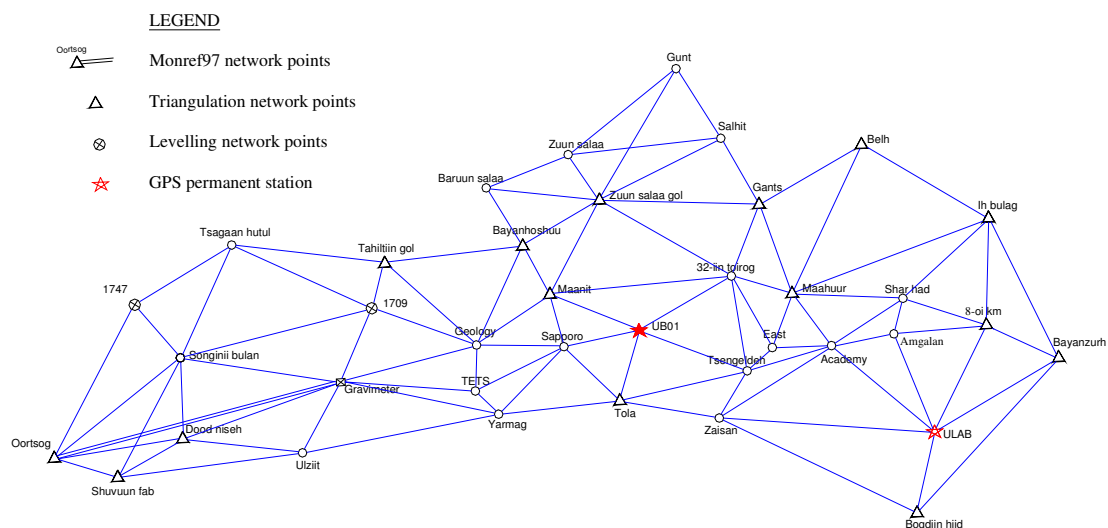 LEGEND
Oortsog
Monref97 network points
Triangulation network points
Levelling network points
GPS permanent station
Gunt
Salhit
Zuun salaa
Belh
Baruun salaa
Zuun salaa gol
Gants
Ih bulag
Tsagaan hutul
Bayanhoshuu
Tahiltiin gol
32-iin toirog
1747
1709
Maanit
Maahuur
Shar had
8-oi km
UB01
Geology
Sapporo
East
Amgalan
Bayanzurh
Songinii bulan
Tsengeldeh
Academy
TETS
Gravimeter
Tola
Yarmag
Zaisan
ULAB
Dood niseh
Oortsog
Ulziit
Shuvuun fab
Bogdiin hiid